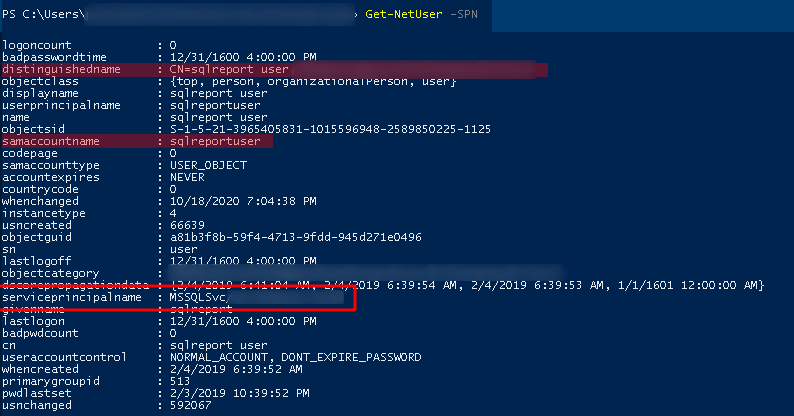 PS C:\Users\ > Get-NetUser -SPN
logoncount : 0
badpasswordtime : 12/31/1600 4:00:00 PM
distinguishedname : CN=sqlreport user
objectclass : {top, person, organizationalPerson, user}
displayname : sqlreport user
userprincipalname : sqlreportuser
name : sqlreport user
objectsid : S-1-5-21-3965405831-1015596948-2589850225-1125
samaccountname : sqlreportuser
codepage : 0
samaccounttype : USER_OBJECT
accountexpires : NEVER
countrycode : 0
whenchanged : 10/18/2020 7:04:38 PM
instancetype : 4
usncreated : 66639
objectguid : a81b3f8b-59f4-4713-9fdd-945d271e0496
sn : user
lastlogoff : 12/31/1600 4:00:00 PM
objectcategory :
dscorepropagationdata : {2/4/2019 6:41:04 AM, 2/4/2019 6:39:54 AM, 2/4/2019 6:39:53 AM, 1/1/1601 12:00:00 AM}
serviceprincipalname : MSSQLSvc/
givenname : sqlreport
lastlogon : 12/31/1600 4:00:00 PM
badpwdcount : 0
cn : sqlreport user
useraccountcontrol : NORMAL_ACCOUNT, DONT_EXPIRE_PASSWORD
whencreated : 2/4/2019 6:39:52 AM
primarygroupid : 513
pwdlastset : 2/3/2019 10:39:52 PM
usnchanged : 592067